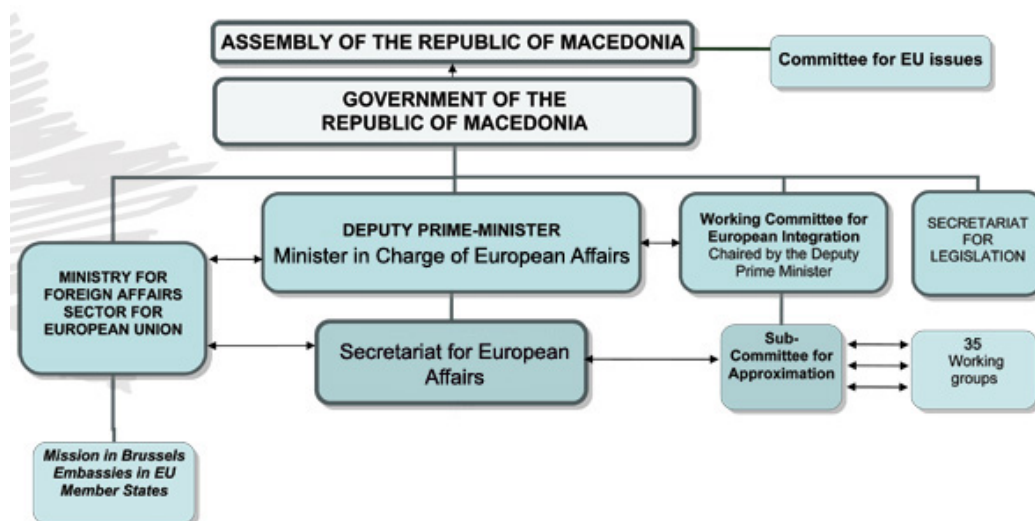 ASSEMBLY OF THE REPUBLIC OF MACEDONIA
Committee for EU issues
GOVERNMENT OF THE
REPUBLIC OF MACEDONIA
DEPUTY PRIME-MINISTER
Minister in Charge of European Affairs
Working Committee for
European Integration
Chaired by the Deputy
Prime Minister
SECRETARIAT
FOR
LEGISLATION
MINISTRY FOR
FOREIGN AFFAIRS
SECTOR FOR
EUROPEAN UNION
Secretariat for European
Affairs
Sub-
Committee for
Approximation
35
Working
groups
Mission in Brussels
Embassies in EU
Member States